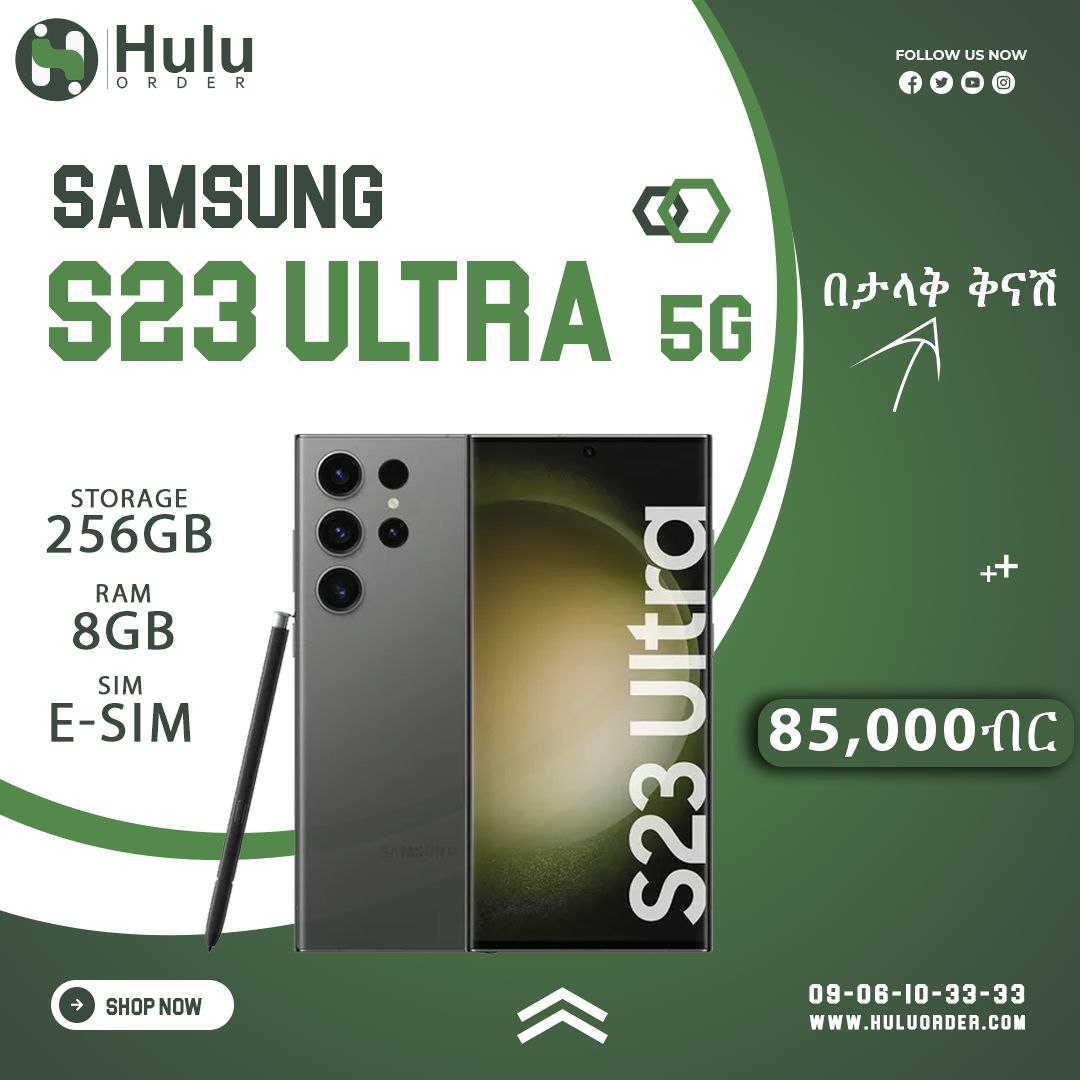 Hulu
ORDER
FOLLOW US NOW
SAMSUNG
S23 ULTRA 5G
በታላቅ ቅናሽ
STORAGE
256GB
RAM
8GB
SIM
E-SIM
S23 Ultra
SAMSUNG
85,000ብር
SHOP NOW
09-06-10-33-33
WWW.HULUORDER.COM